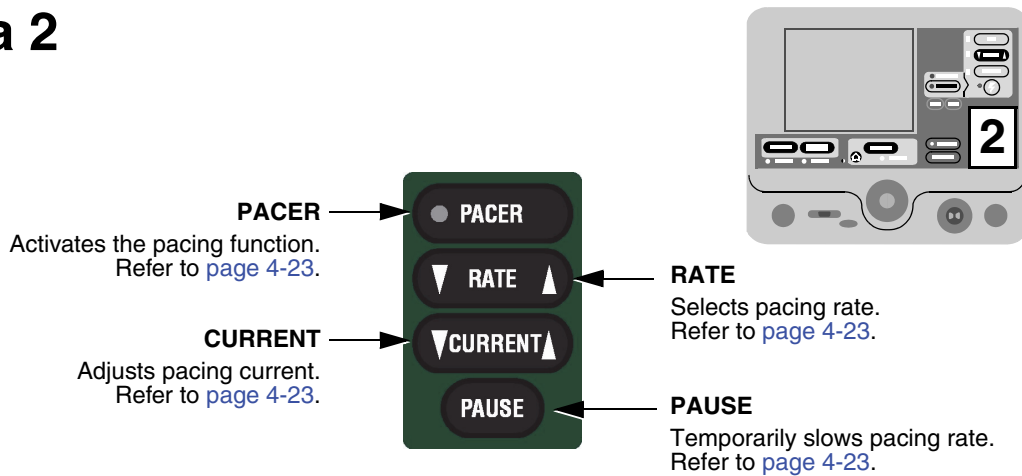 a 2
2
PACER
Activates the pacing function.
Refer to page 4-23.
CURRENT
Adjusts pacing current.
Refer to page 4-23.
PACER
RATE
CURRENT
PAUSE
RATE
Selects pacing rate.
Refer to page 4-23.
PAUSE
Temporarily slows pacing rate.
Refer to page 4-23.